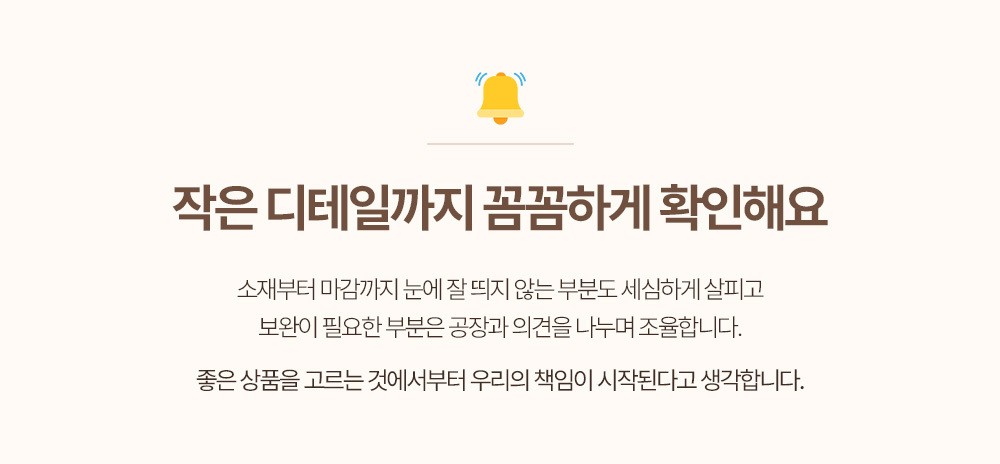 작은 디테일까지 꼼꼼하게 확인해요
소재부터 마감까지 눈에 잘 띄지 않는 부분도 세심하게 살피고
보완이 필요한 부분은 공장과 의견을 나누며 조율합니다.
좋은 상품을 고르는 것에서부터 우리의 책임이 시작된다고 생각합니다.